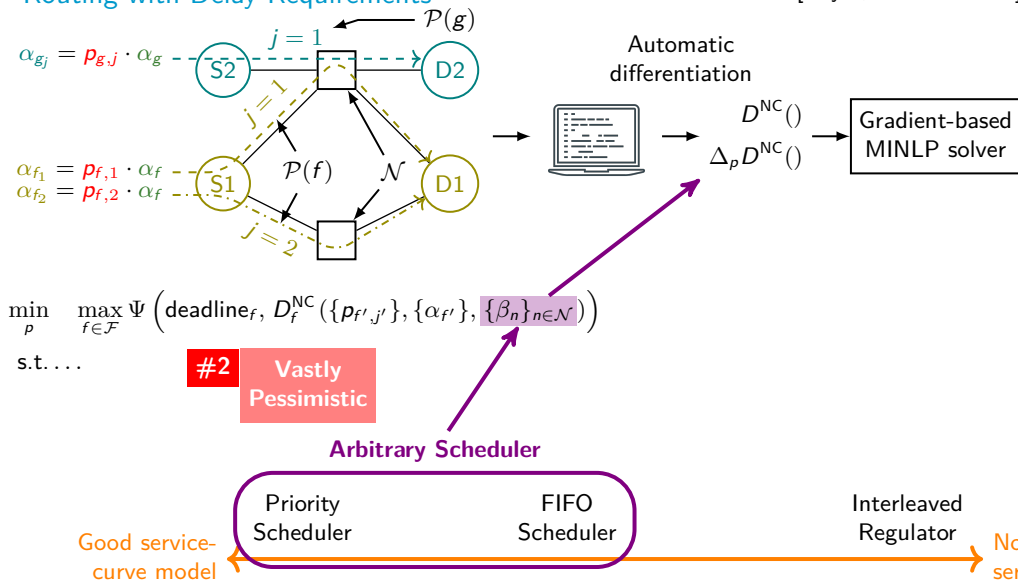 Routing with Delay Requirements
𝒫(g)
α_{g_j} = p_{g,j} · α_g
j = 1
S2
D2
j = 1
α_{f_1} = p_{f,1} · α_f
α_{f_2} = p_{f,2} · α_f
S1
𝒫(f)
𝒩
D1
j = 2
Automatic
differentiation
D^{NC}()
Δ_p D^{NC}()
Gradient-based
MINLP solver
min_p max_{f∈ℱ} Ψ (deadline_f, D_f^{NC}({p_{f′,j′}}, {α_{f′}}, {β_n}_{n∈𝒩}))
s.t. . . .
#2
Vastly
Pessimistic
Arbitrary Scheduler
Priority
Scheduler
FIFO
Scheduler
Interleaved
Regulator
Good service-
curve model